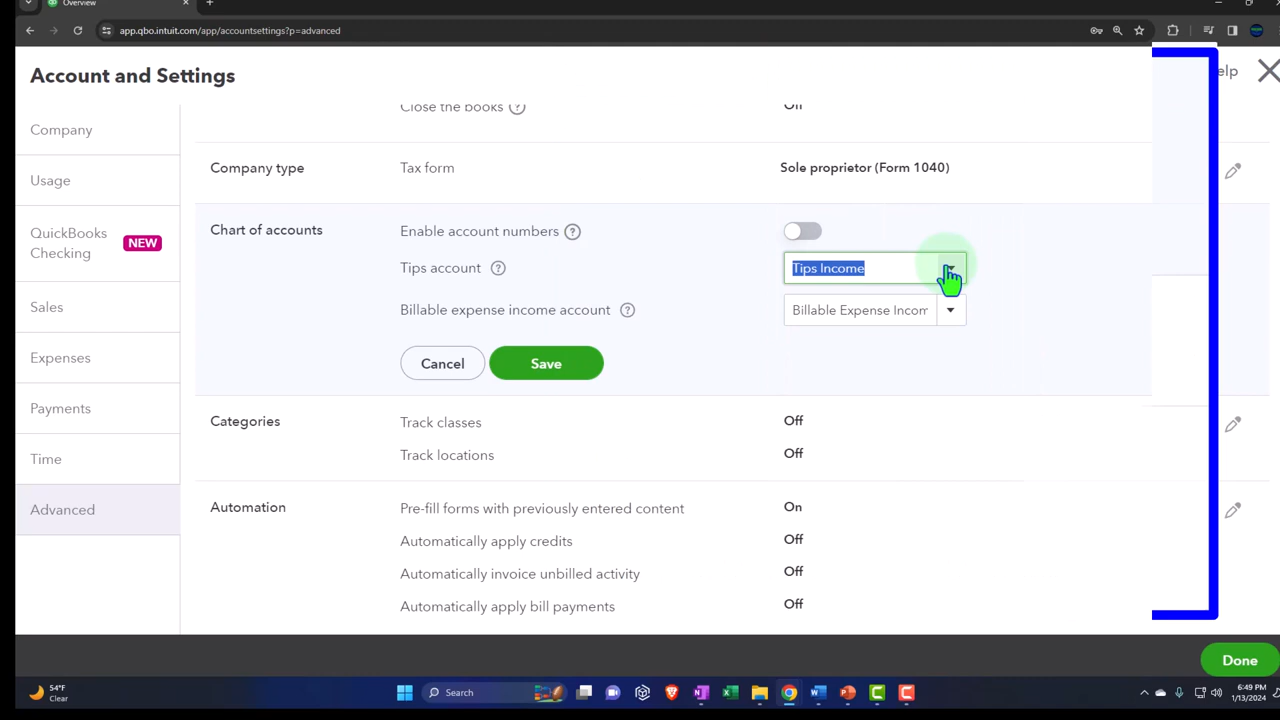 Overview
app.qbo.intuit.com/app/accountsettings?p=advanced
Account and Settings
elp
Company
Usage
QuickBooks
Checking
NEW
Sales
Expenses
Payments
Time
Advanced
Close the books ?
Off
Company type
Tax form
Sole proprietor (Form 1040)
Chart of accounts
Enable account numbers ?
Tips account ?
Tips Income
Billable expense income account ?
Billable Expense Incom
Cancel
Save
Categories
Track classes
Off
Track locations
Off
Automation
Pre-fill forms with previously entered content
On
Automatically apply credits
Off
Automatically invoice unbilled activity
Off
Automatically apply bill payments
Off
Done
54°F
Clear
Search
6:49 PM
1/13/2024